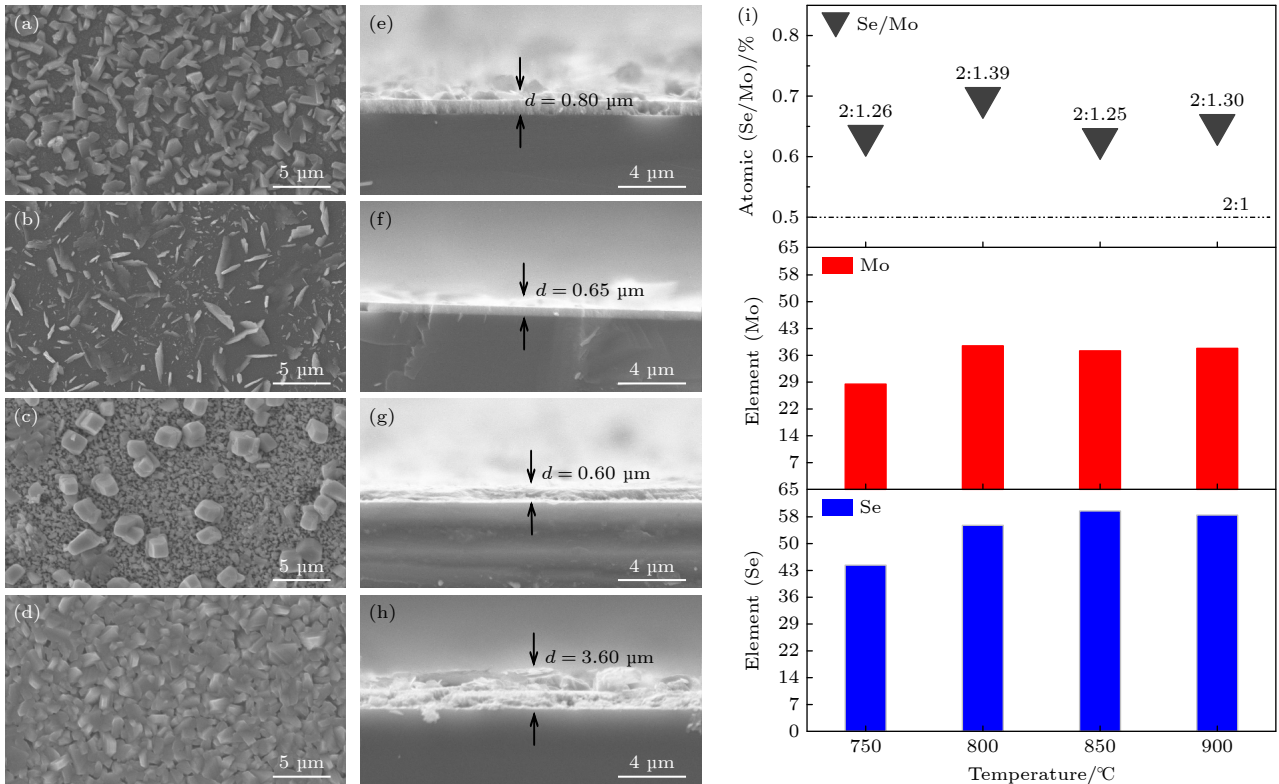 (a)
5 µm
(b)
5 µm
(c)
5 µm
(d)
5 µm
(e)
d = 0.80 µm
4 µm
(f)
d = 0.65 µm
4 µm
(g)
d = 0.60 µm
4 µm
(h)
d = 3.60 µm
4 µm
(i)
Se/Mo
Atomic (Se/Mo)/%
0.8
0.7
0.6
0.5
2:1.26
2:1.39
2:1.25
2:1.30
2:1
Mo
Element (Mo)
65
58
50
43
36
29
22
14
7
Se
Element (Se)
65
58
50
43
36
29
22
14
7
0
750
800
850
900
Temperature/℃